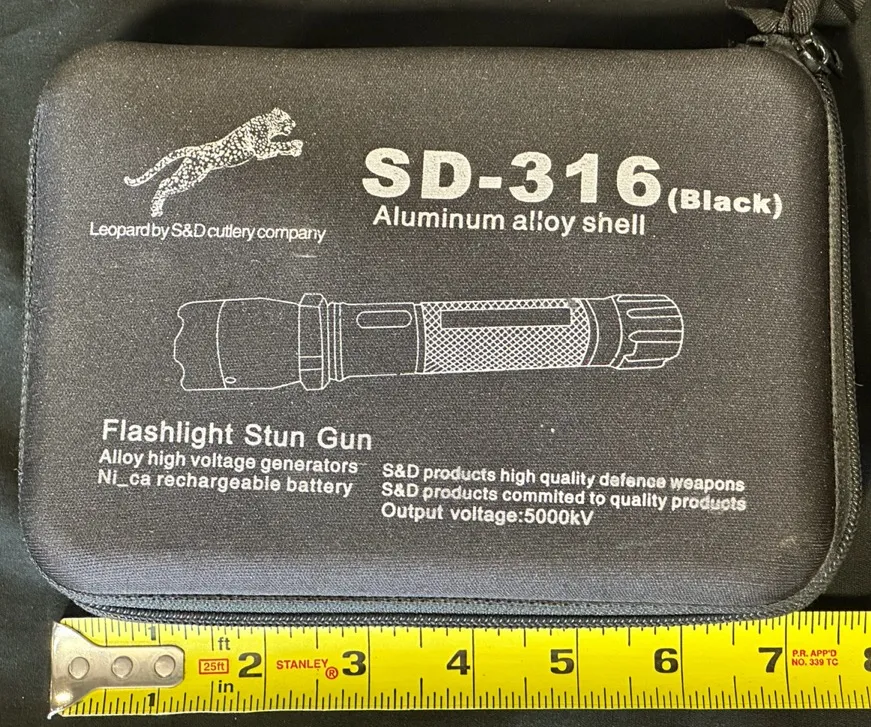 SD-316 (Black)
Aluminum alloy shell
Leopard by S&D cutlery company
Flashlight Stun Gun
Alloy high voltage generators
Ni_ca rechargeable battery
S&D products high quality defence weapons
S&D products commited to quality products
Output voltage:5000kV
1 ft 25ft 2 STANLEY® 3 4 5 6 7 P.R. APP'D 8
in NO. 339 TC
1